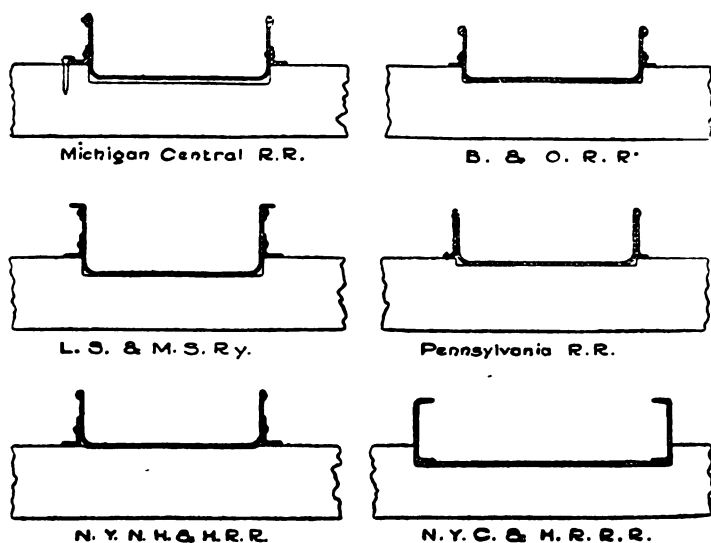 Michigan Central R.R.
B. & O. R. R.
L. S. & M. S. Ry.
Pennsylvania R.R.
N. Y. N. H. & H. R. R.
N. Y. C. & H. R. R. R.